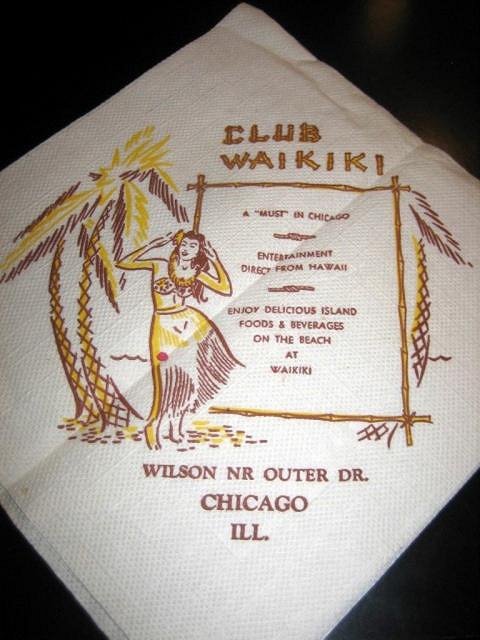 CLUB
WAIKIKI
A "MUST" IN CHICAGO
ENTERTAINMENT
DIRECT FROM HAWAII
ENJOY DELICIOUS ISLAND
FOODS & BEVERAGES
ON THE BEACH
AT
WAIKIKI
WILSON NR OUTER DR.
CHICAGO
ILL.